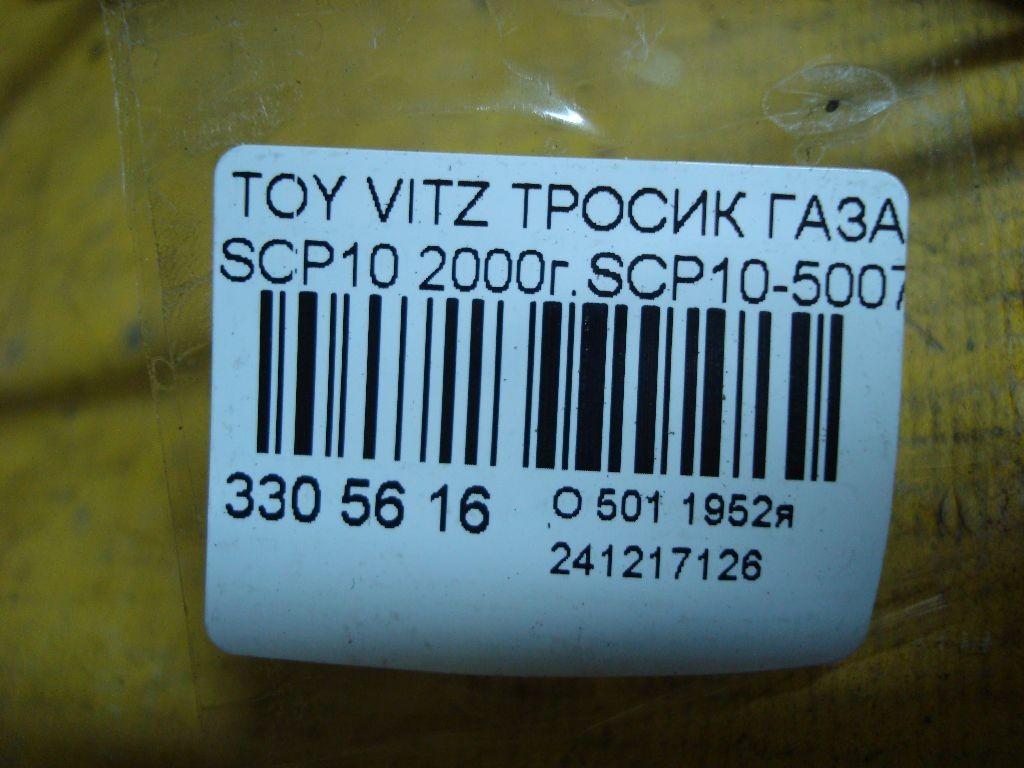 TOY VITZ ТРОСИК ГАЗА
SCP10 2000г.SCP10-5007
330 56 16
О 501 1952я
241217126